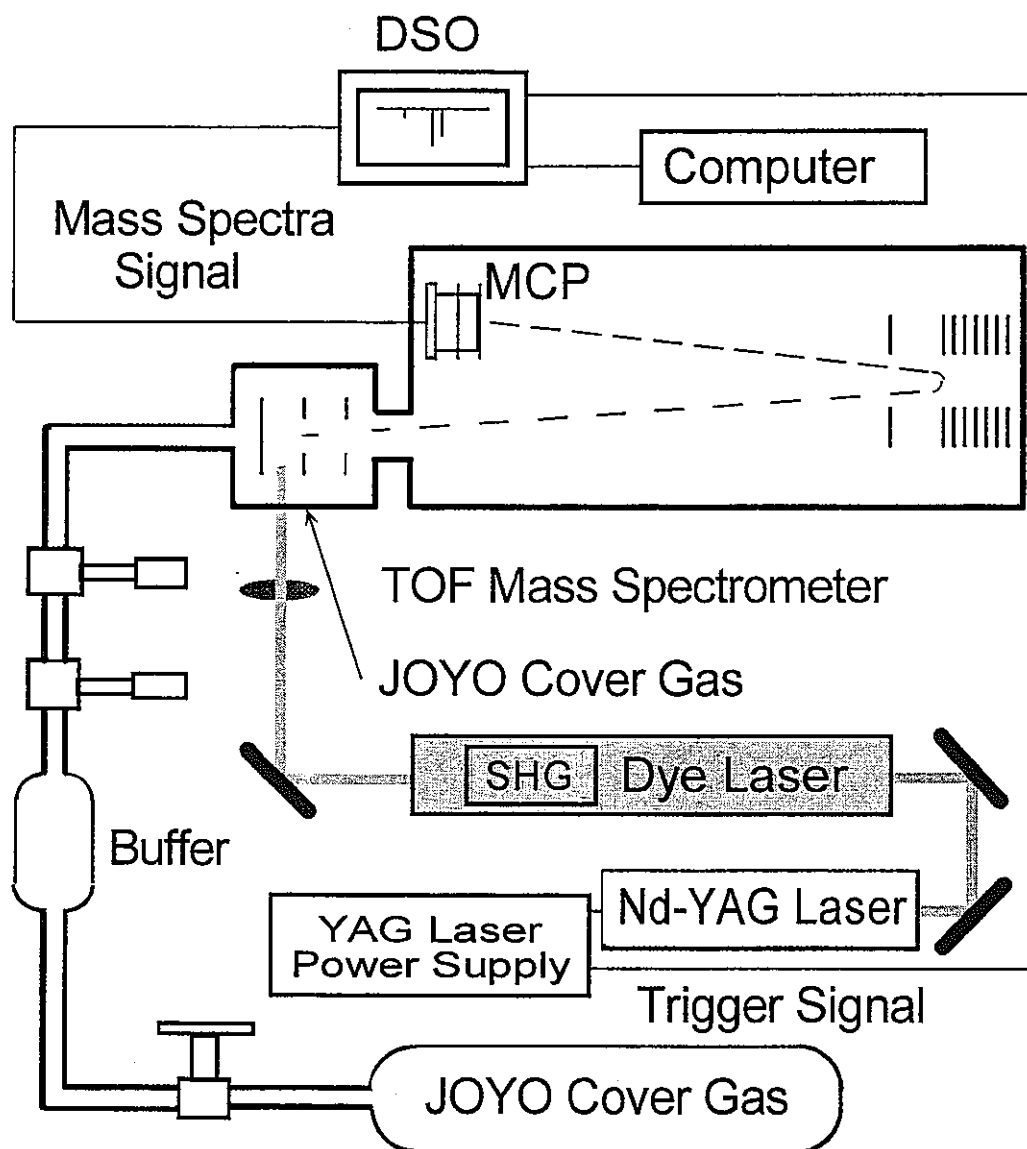 DSO
Computer
Mass Spectra
Signal
MCP
TOF Mass Spectrometer
JOYO Cover Gas
SHG
Dye Laser
Buffer
Nd-YAG Laser
YAG Laser
Power Supply
Trigger Signal
JOYO Cover Gas